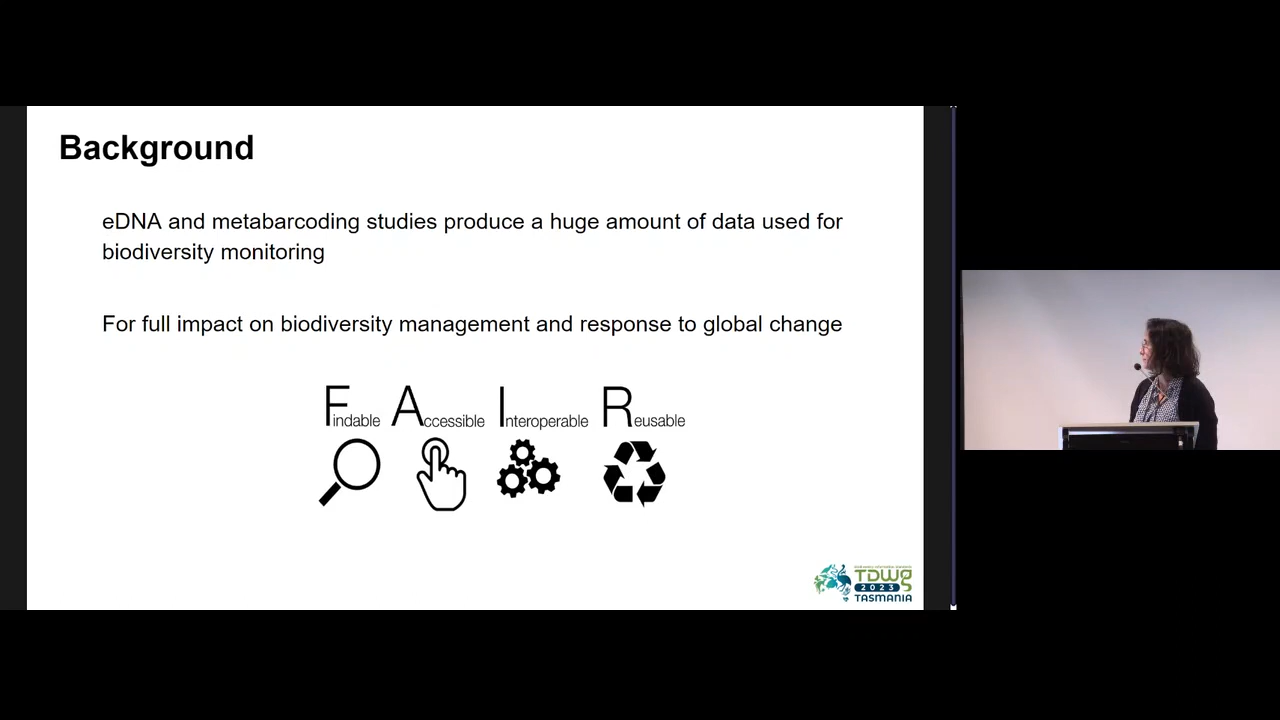 Background
eDNA and metabarcoding studies produce a huge amount of data used for
biodiversity monitoring
For full impact on biodiversity management and response to global change
Findable Accessible Interoperable Reusable
TDWG
2023
TASMANIA